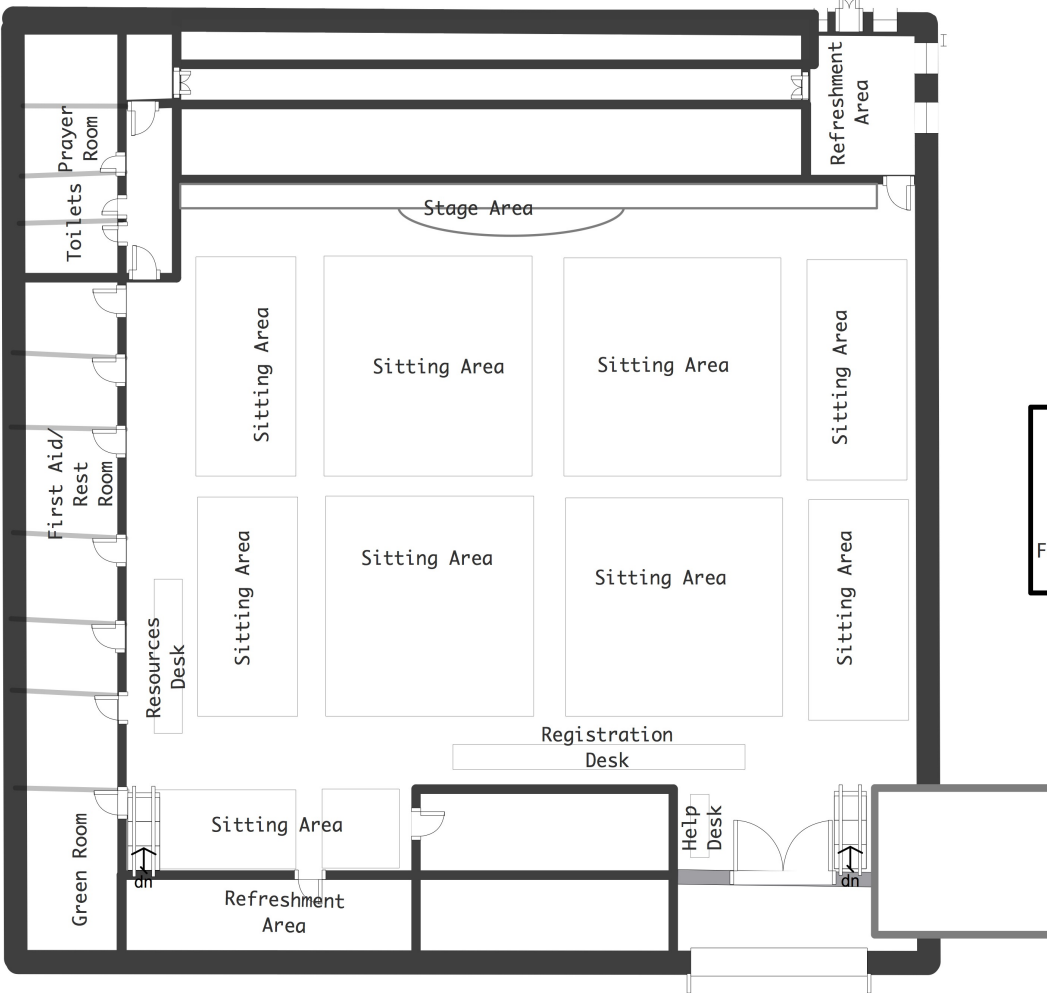 Refreshment
Area
Prayer
Room
Toilets
Stage Area
Sitting Area
Sitting Area
Sitting Area
Sitting Area
First Aid/
Rest
Room
Sitting Area
Sitting Area
Sitting Area
Sitting Area
F
Resources
Desk
Registration
Desk
Help
Desk
Sitting Area
Green Room
dn
dn
Refreshment
Area